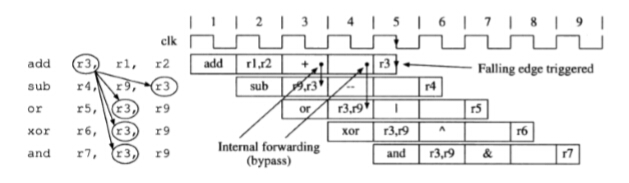 | 1 | 2 | 3 | 4 | 5 | 6 | 7 | 8 | 9 |
clk
add r3, r1, r2 add r1,r2 + r3 Falling edge triggered
sub r4, r9, r3 sub r9,r3 -- r4
or r5, r3, r9 or r3,r9 | r5
xor r6, r3, r9 xor r3,r9 ^ r6
and r7, r3, r9 and r3,r9 & r7
Internal forwarding
(bypass)